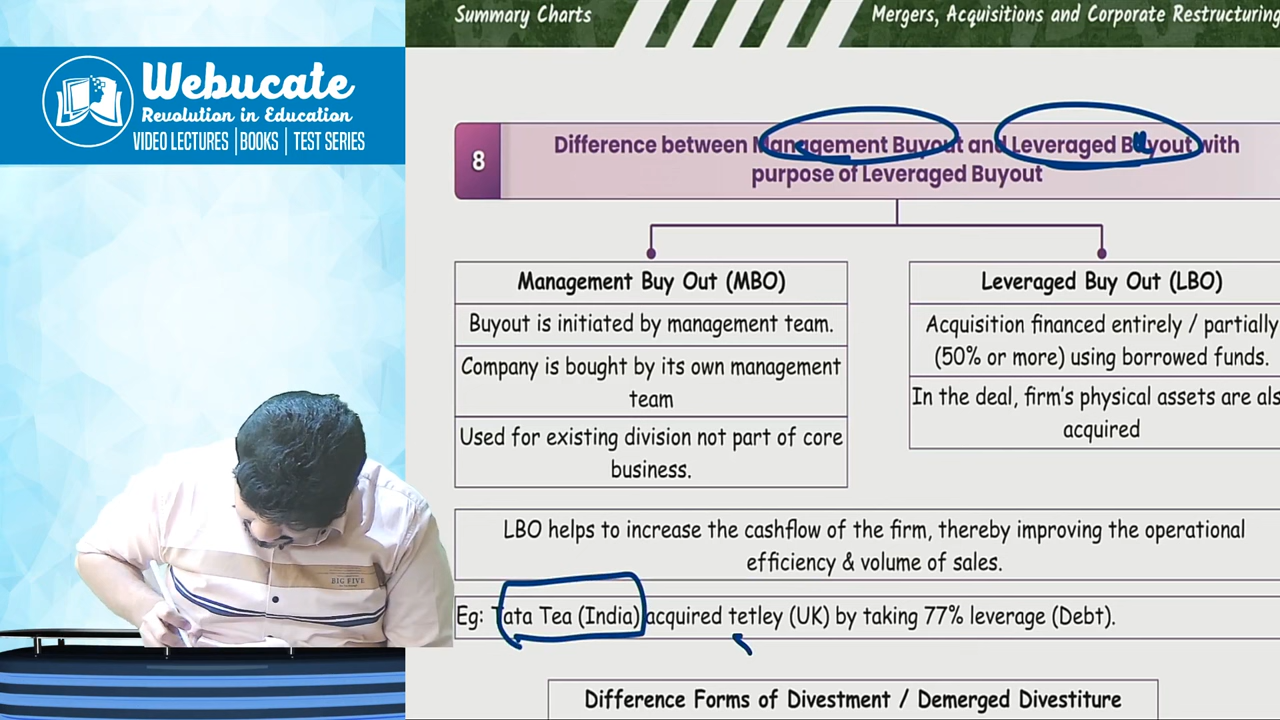 Summary Charts
Mergers, Acquisitions and Corporate Restructuring
Webucate
Revolution in Education
VIDEO LECTURES | BOOKS | TEST SERIES
8
Difference between Management Buyout and Leveraged Buyout with
purpose of Leveraged Buyout
Management Buy Out (MBO)
Buyout is initiated by management team.
Company is bought by its own management
team
Used for existing division not part of core
business.
Leveraged Buy Out (LBO)
Acquisition financed entirely / partially
(50% or more) using borrowed funds.
In the deal, firm's physical assets are als
acquired
LBO helps to increase the cashflow of the firm, thereby improving the operational
efficiency & volume of sales.
Eg: Tata Tea (India) acquired tetley (UK) by taking 77% leverage (Debt).
Difference Forms of Divestment / Demerged Divestiture
BIG FIVE